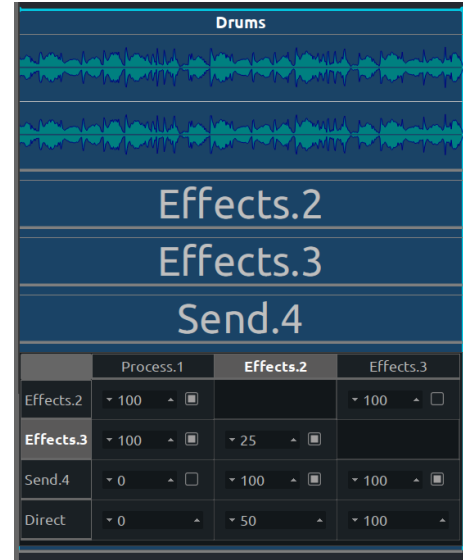 Drums
Effects.2
Effects.3
Send.4
Process.1 Effects.2 Effects.3
Effects.2 100 100
Effects.3 100 25
Send.4 0 100 100
Direct 0 50 100